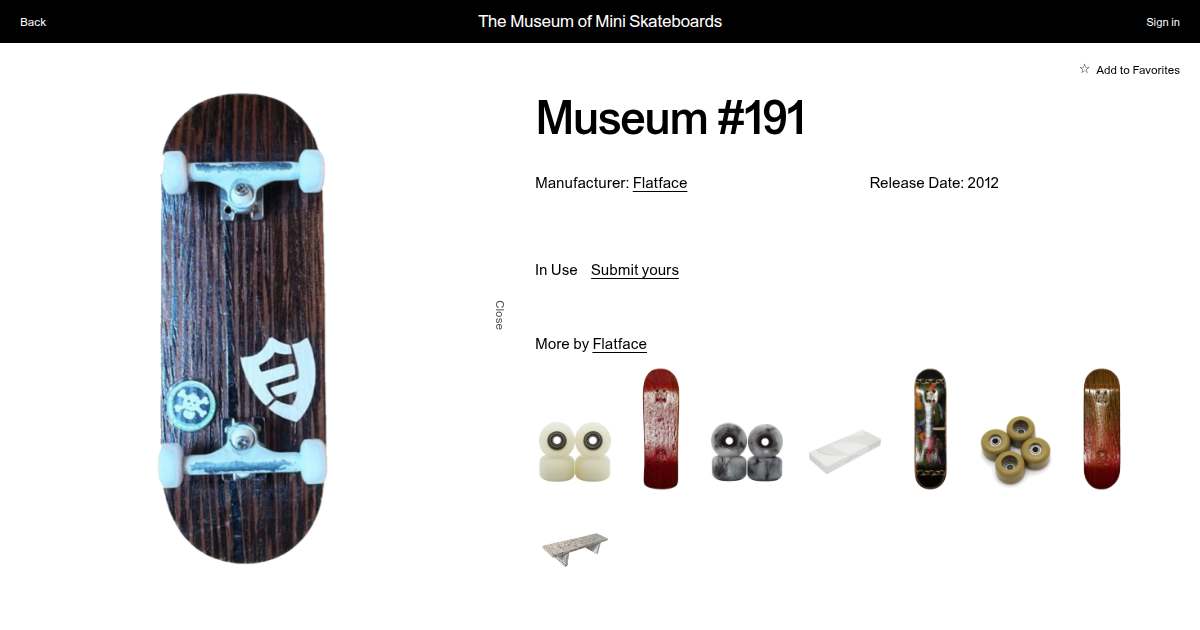 Back
The Museum of Mini Skateboards
Sign in
☆ Add to Favorites
Museum #191
Manufacturer: Flatface
Release Date: 2012
In Use Submit yours
Close
More by Flatface